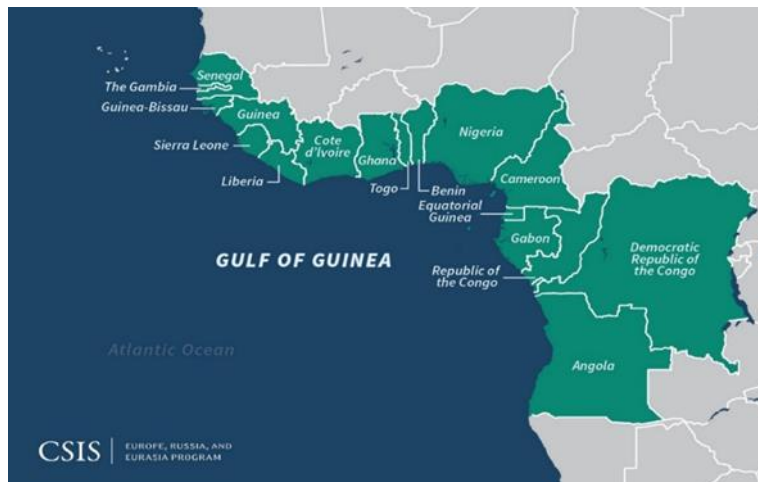 Senegal
The Gambia
Guinea-Bissau
Guinea
Sierra Leone
Liberia
Cote
d'Ivoire
Ghana
Togo
Benin
Nigeria
Cameroon
Equatorial
Guinea
Gabon
Republic of
the Congo
Democratic
Republic of
the Congo
Angola
GULF OF GUINEA
Atlantic Ocean
CSIS
EUROPE, RUSSIA, AND
EURASIA PROGRAM